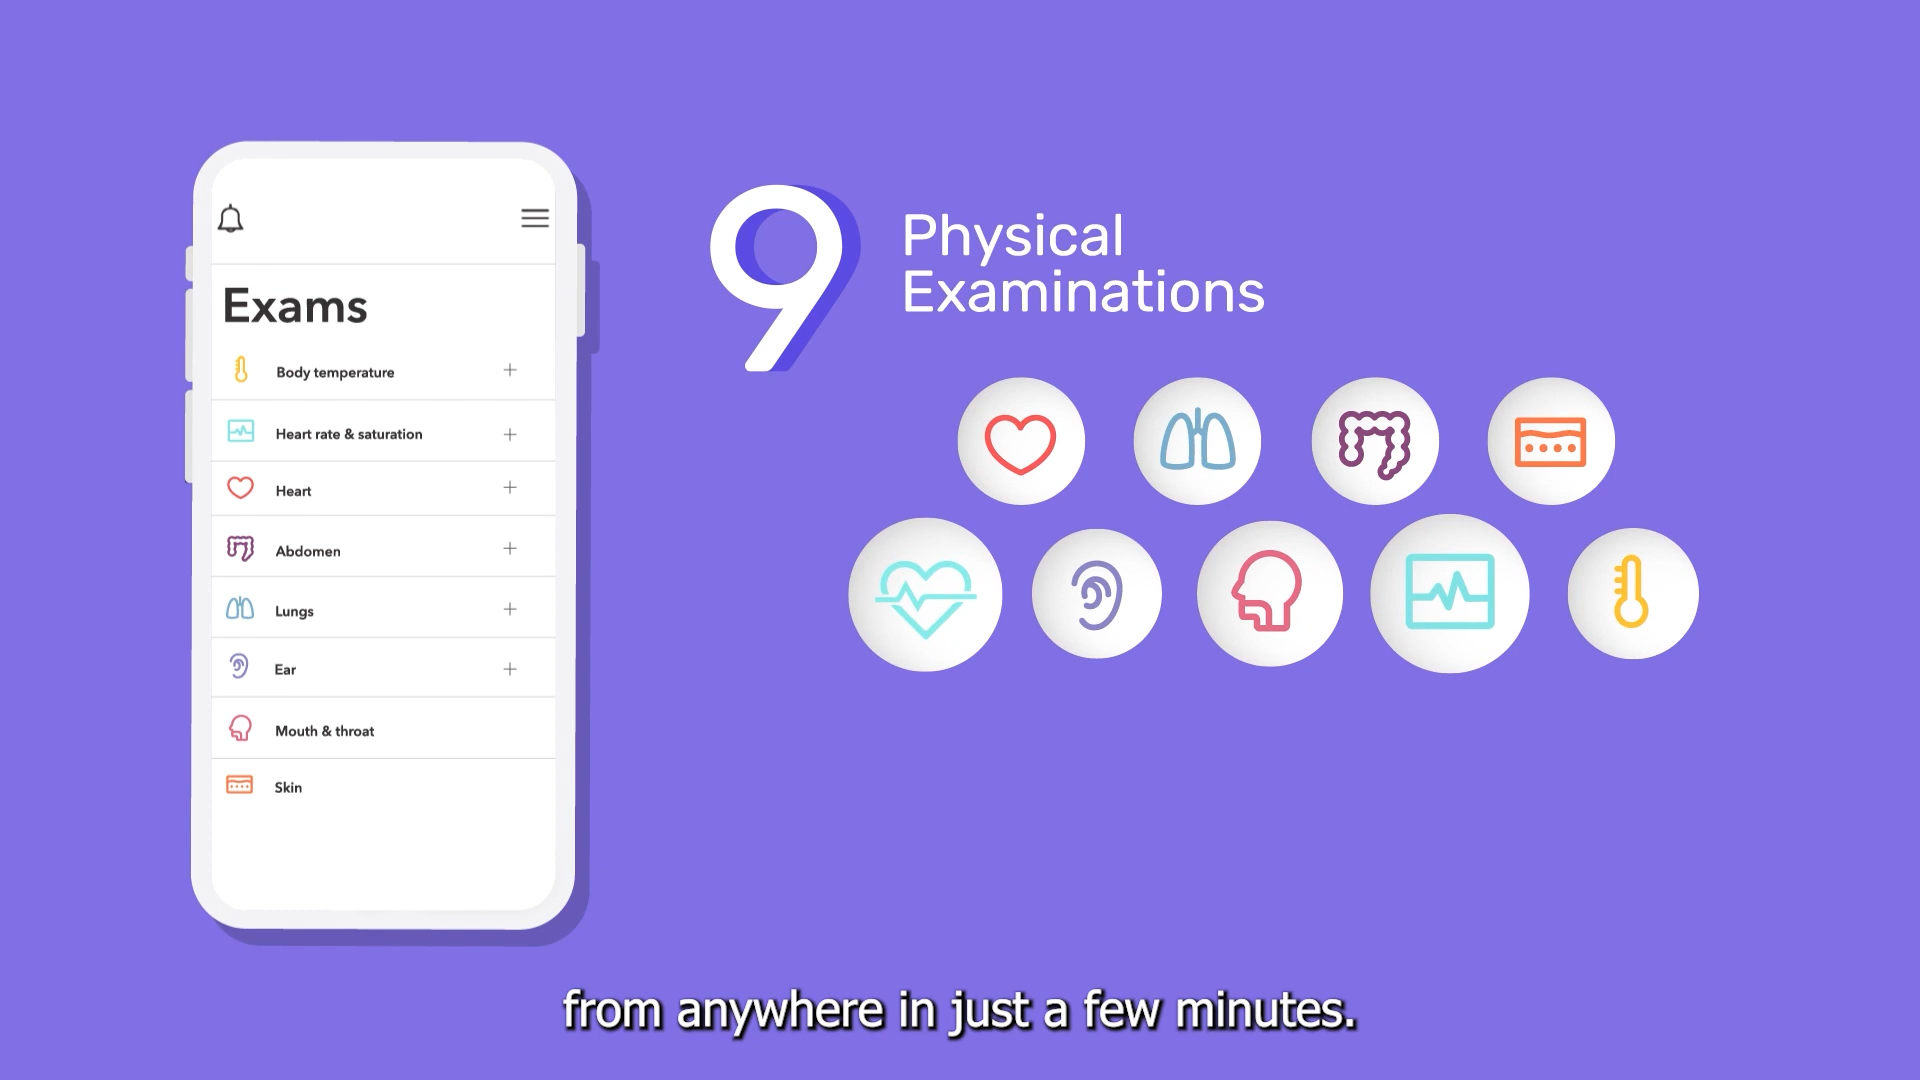 Exams
Body temperature
Heart rate & saturation
Heart
Abdomen
Lungs
Ear
Mouth & throat
Skin
9
Physical
Examinations
from anywhere in just a few minutes.